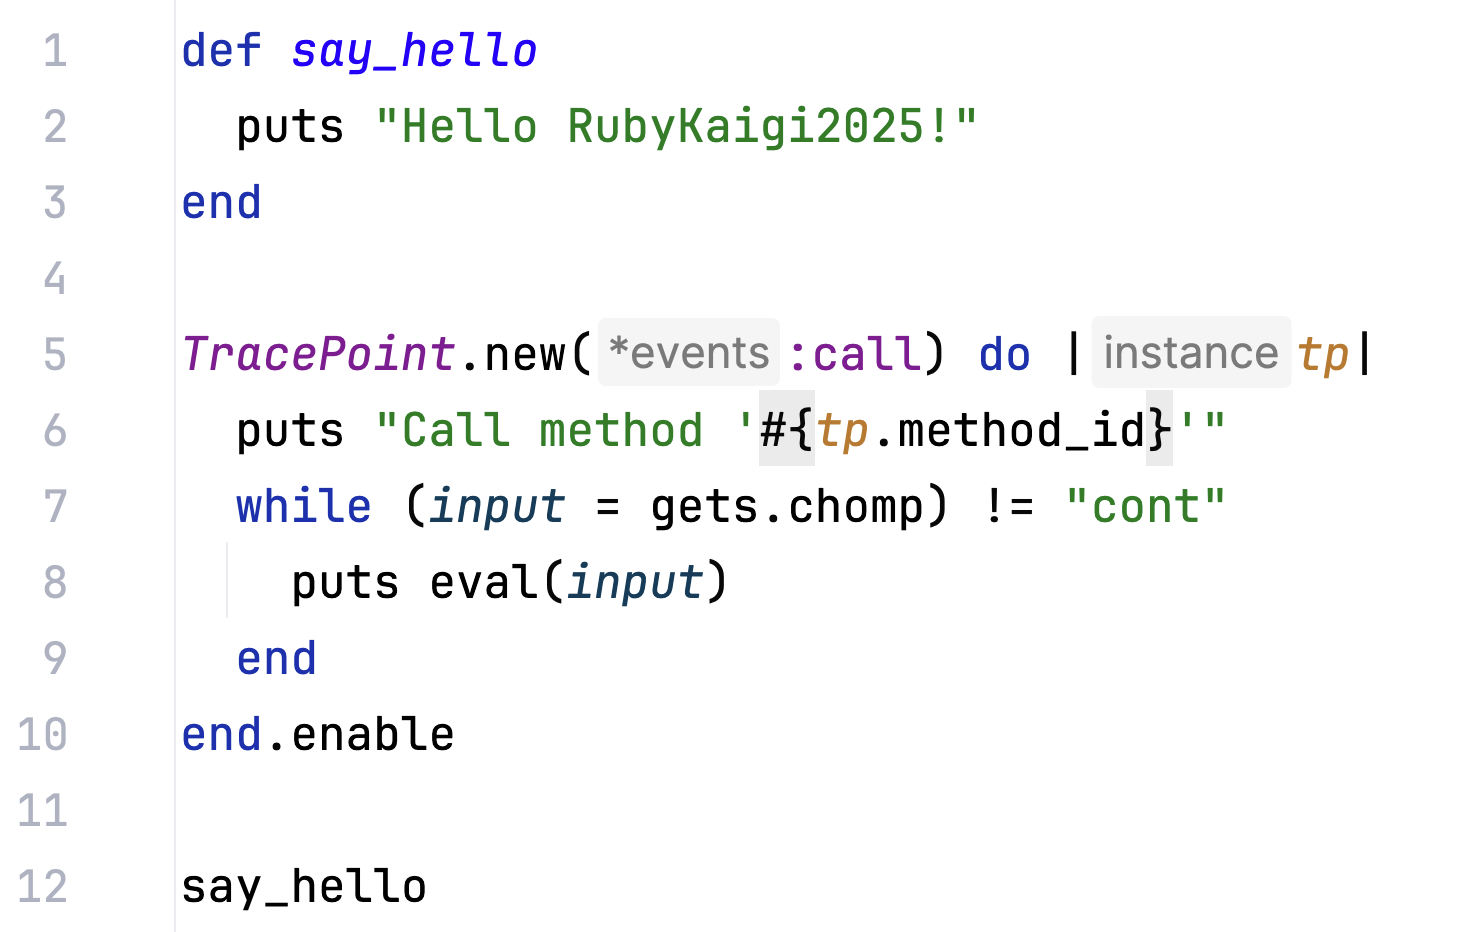 1 def say_hello
2   puts "Hello RubyKaigi2025!"
3 end
4
5 TracePoint.new( *events :call) do | instance tp|
6   puts "Call method '#{tp.method_id}'"
7   while (input = gets.chomp) != "cont"
8     puts eval(input)
9   end
10 end.enable
11
12 say_hello